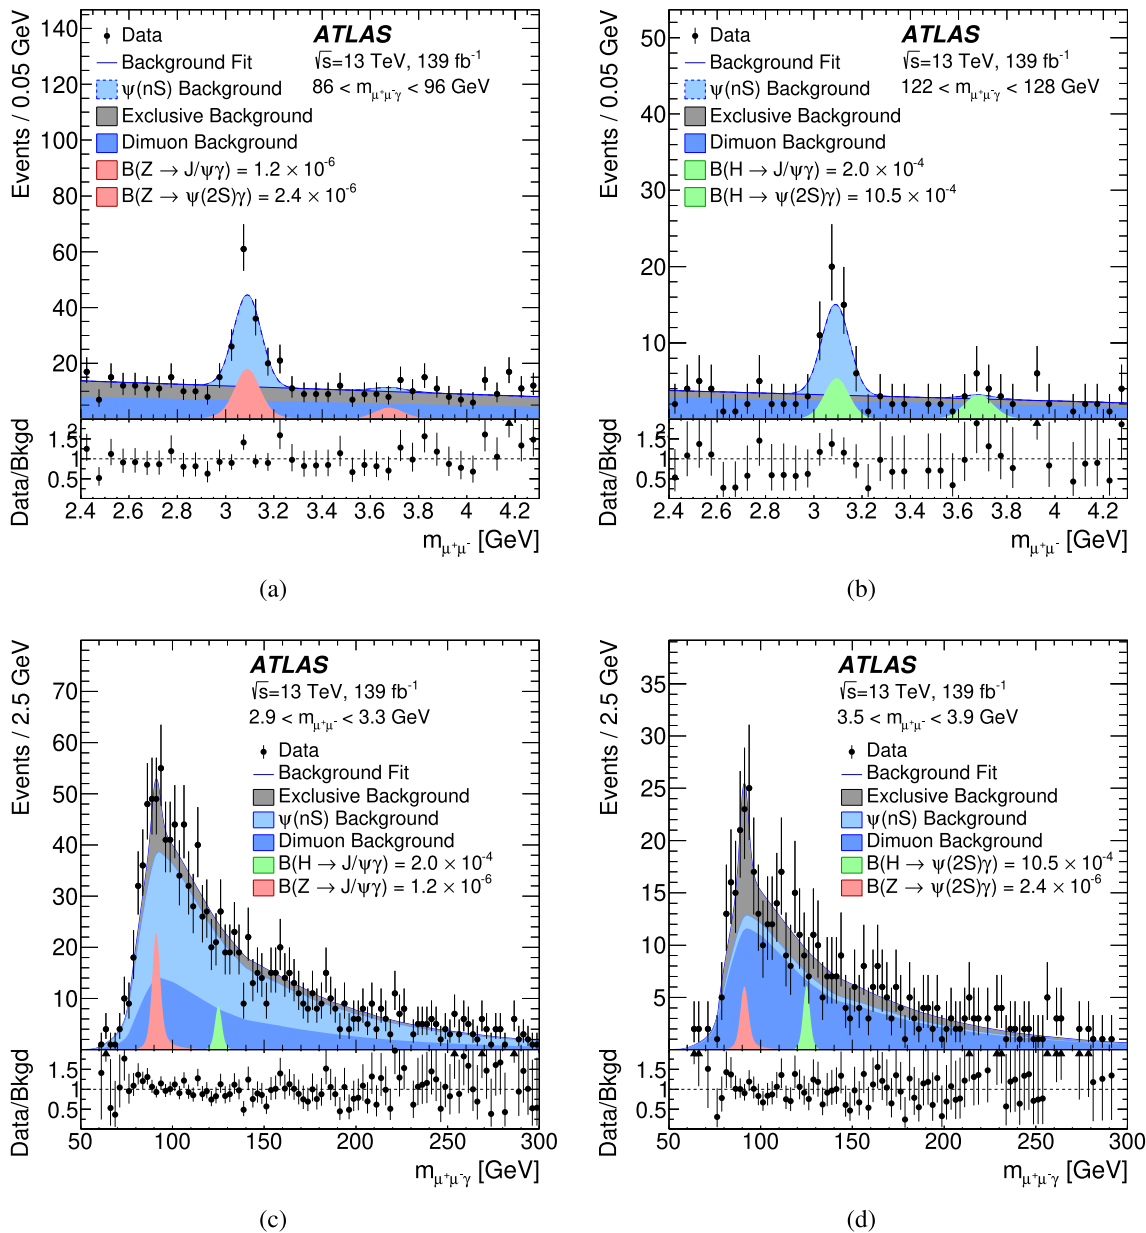 Events / 0.05 GeV
140
120
100
80
60
40
20
Data
Background Fit
ψ(nS) Background
Exclusive Background
Dimuon Background
B(Z → J/ψγ) = 1.2 × 10⁻⁶
B(Z → ψ(2S)γ) = 2.4 × 10⁻⁶
ATLAS
√s=13 TeV, 139 fb⁻¹
86 < m_μ⁺μ⁻γ < 96 GeV
Data/Bkgd
2
1.5
1
0.5
2.4 2.6 2.8 3 3.2 3.4 3.6 3.8 4 4.2
m_μ⁺μ⁻ [GeV]
(a)
Events / 0.05 GeV
50
40
30
20
10
Data
Background Fit
ψ(nS) Background
Exclusive Background
Dimuon Background
B(H → J/ψγ) = 2.0 × 10⁻⁴
B(H → ψ(2S)γ) = 10.5 × 10⁻⁴
ATLAS
√s=13 TeV, 139 fb⁻¹
122 < m_μ⁺μ⁻γ < 128 GeV
Data/Bkgd
2
1.5
1
0.5
2.4 2.6 2.8 3 3.2 3.4 3.6 3.8 4 4.2
m_μ⁺μ⁻ [GeV]
(b)
Events / 2.5 GeV
70
60
50
40
30
20
10
ATLAS
√s=13 TeV, 139 fb⁻¹
2.9 < m_μ⁺μ⁻ < 3.3 GeV
Data
Background Fit
Exclusive Background
ψ(nS) Background
Dimuon Background
B(H → J/ψγ) = 2.0 × 10⁻⁴
B(Z → J/ψγ) = 1.2 × 10⁻⁶
Data/Bkgd
1.5
1
0.5
50 100 150 200 250 300
m_μ⁺μ⁻γ [GeV]
(c)
Events / 2.5 GeV
35
30
25
20
15
10
5
ATLAS
√s=13 TeV, 139 fb⁻¹
3.5 < m_μ⁺μ⁻ < 3.9 GeV
Data
Background Fit
Exclusive Background
ψ(nS) Background
Dimuon Background
B(H → ψ(2S)γ) = 10.5 × 10⁻⁴
B(Z → ψ(2S)γ) = 2.4 × 10⁻⁶
Data/Bkgd
1.5
1
0.5
50 100 150 200 250 300
m_μ⁺μ⁻γ [GeV]
(d)